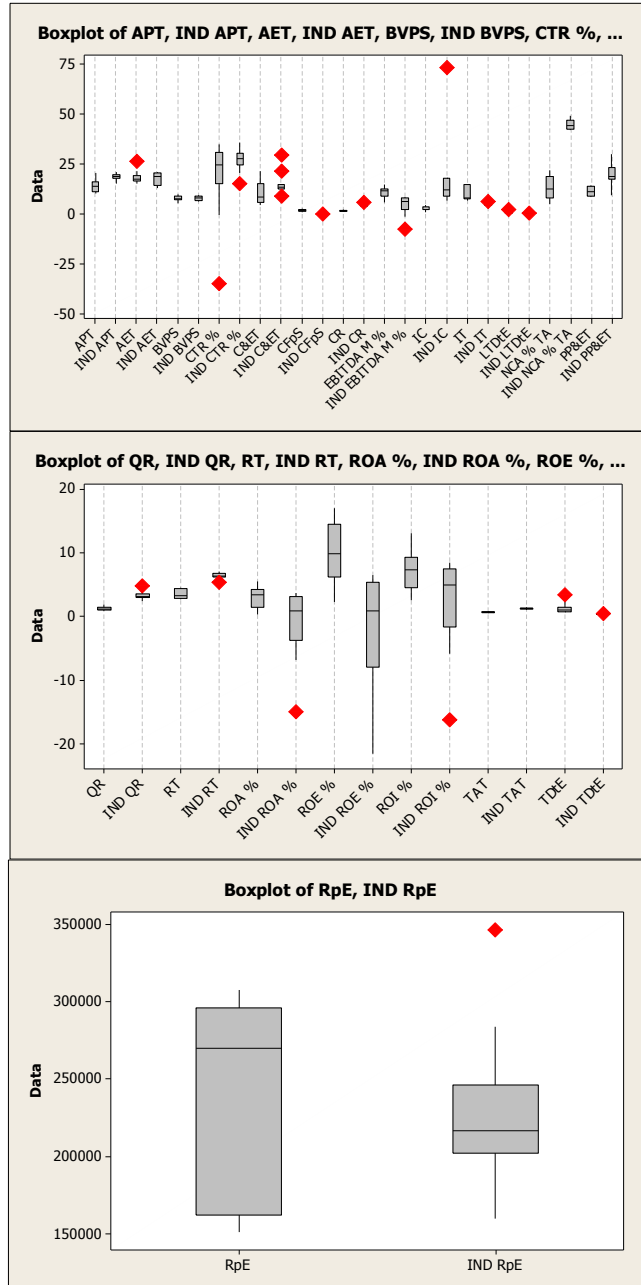 Boxplot of APT, IND APT, AET, IND AET, BVPS, IND BVPS, CTR %, ...
75
50
25
0
-25
-50
Data
APT
IND APT
AET
IND AET
BVPS
IND BVPS
CTR %
IND CTR %
C&ET
IND C&ET
CFpS
IND CFpS
CR
IND CR
EBITDA M %
IND EBITDA M %
IC
IND IC
IT
IND IT
LTDtE
IND LTDtE
NCA % TA
IND NCA % TA
PP&ET
IND PP&ET
Boxplot of QR, IND QR, RT, IND RT, ROA %, IND ROA %, ROE %, ...
20
10
0
-10
-20
Data
QR
IND QR
RT
IND RT
ROA %
IND ROA %
ROE %
IND ROE %
ROI %
IND ROI %
TAT
IND TAT
TDtE
IND TDtE
Boxplot of RpE, IND RpE
350000
300000
250000
200000
150000
Data
RpE
IND RpE